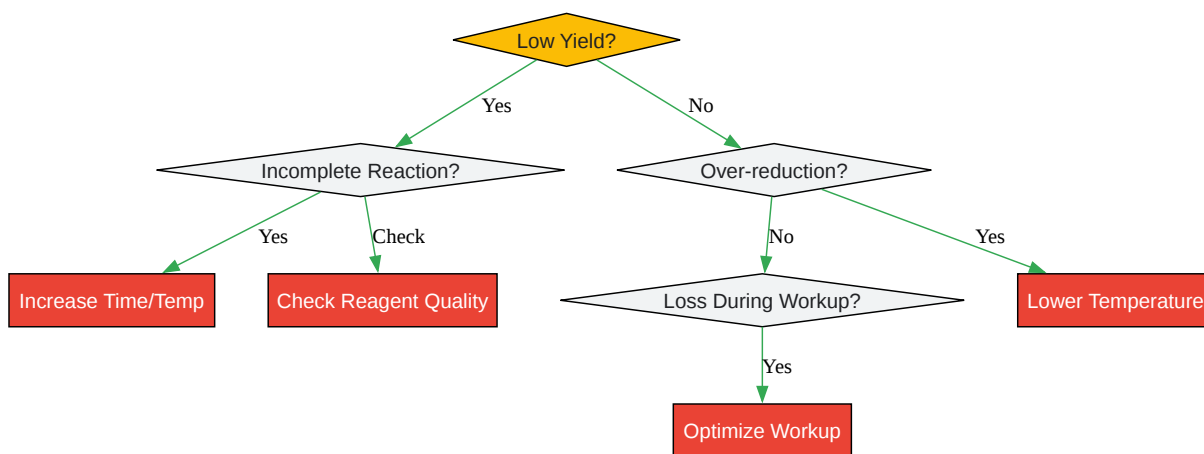 Low Yield?
Yes
No
Incomplete Reaction?
Over-reduction?
Yes
Check
No
Yes
Increase Time/Temp
Check Reagent Quality
Loss During Workup?
Lower Temperature
Yes
Optimize Workup